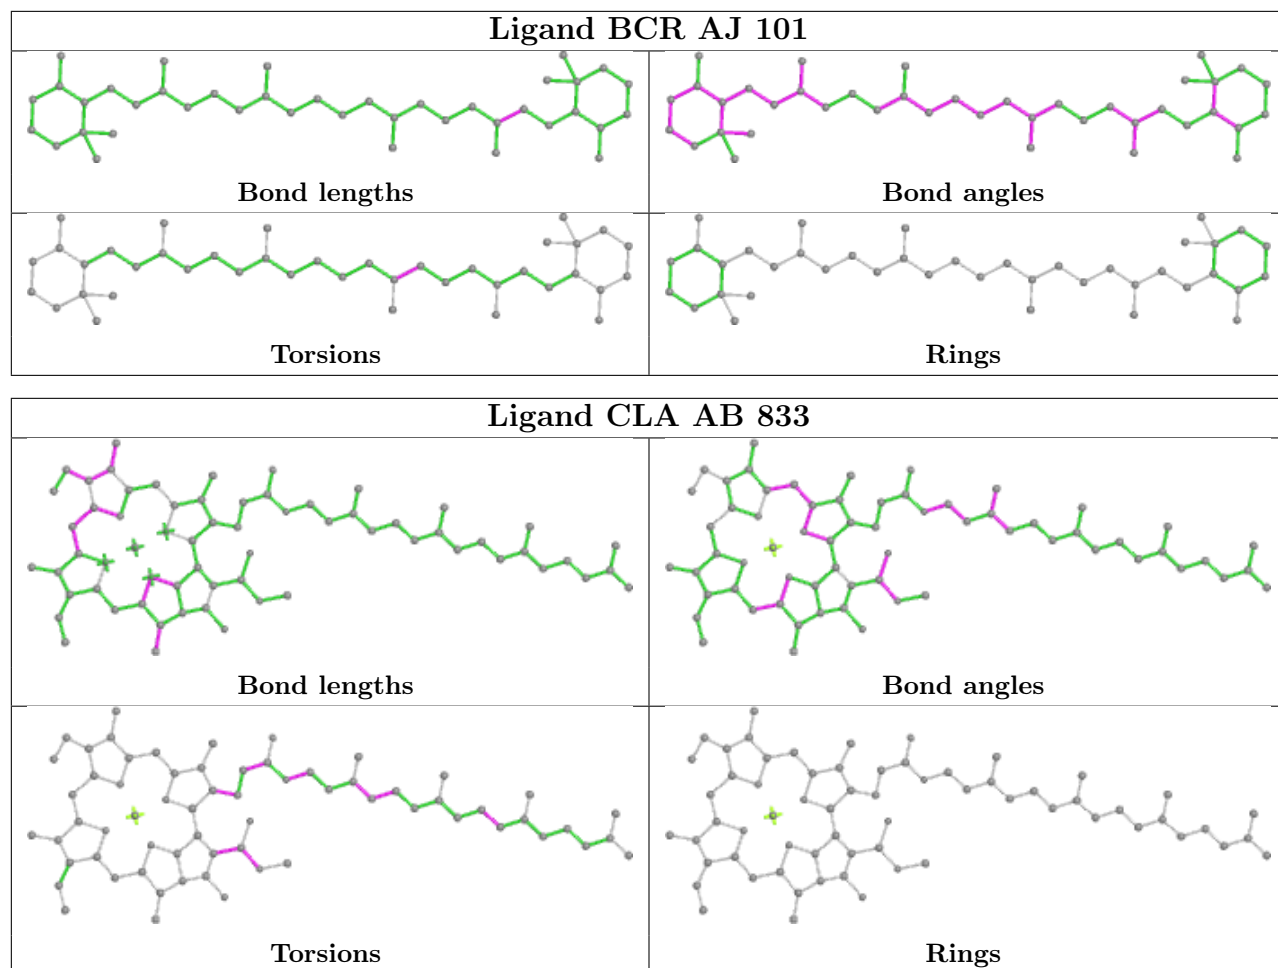 Ligand BCR AJ 101
Bond lengths
Bond angles
Torsions
Rings
Ligand CLA AB 833
Bond lengths
Bond angles
Torsions
Rings